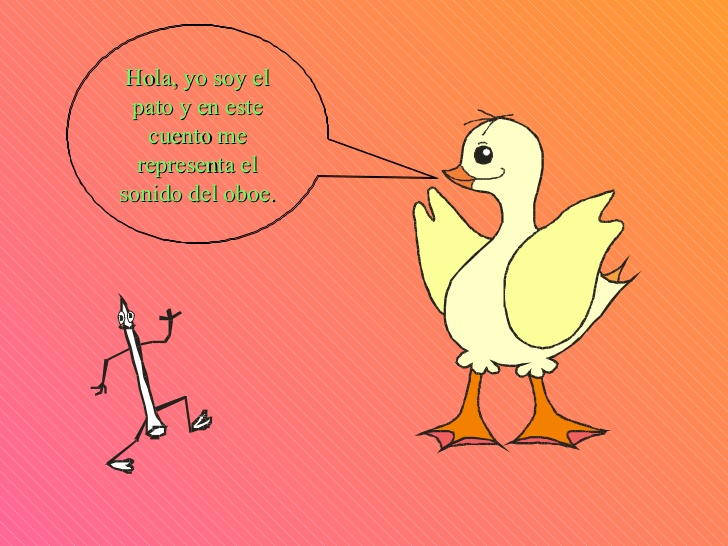 Hola, yo soy el
pato y en este
cuento me
representa el
sonido del oboe.